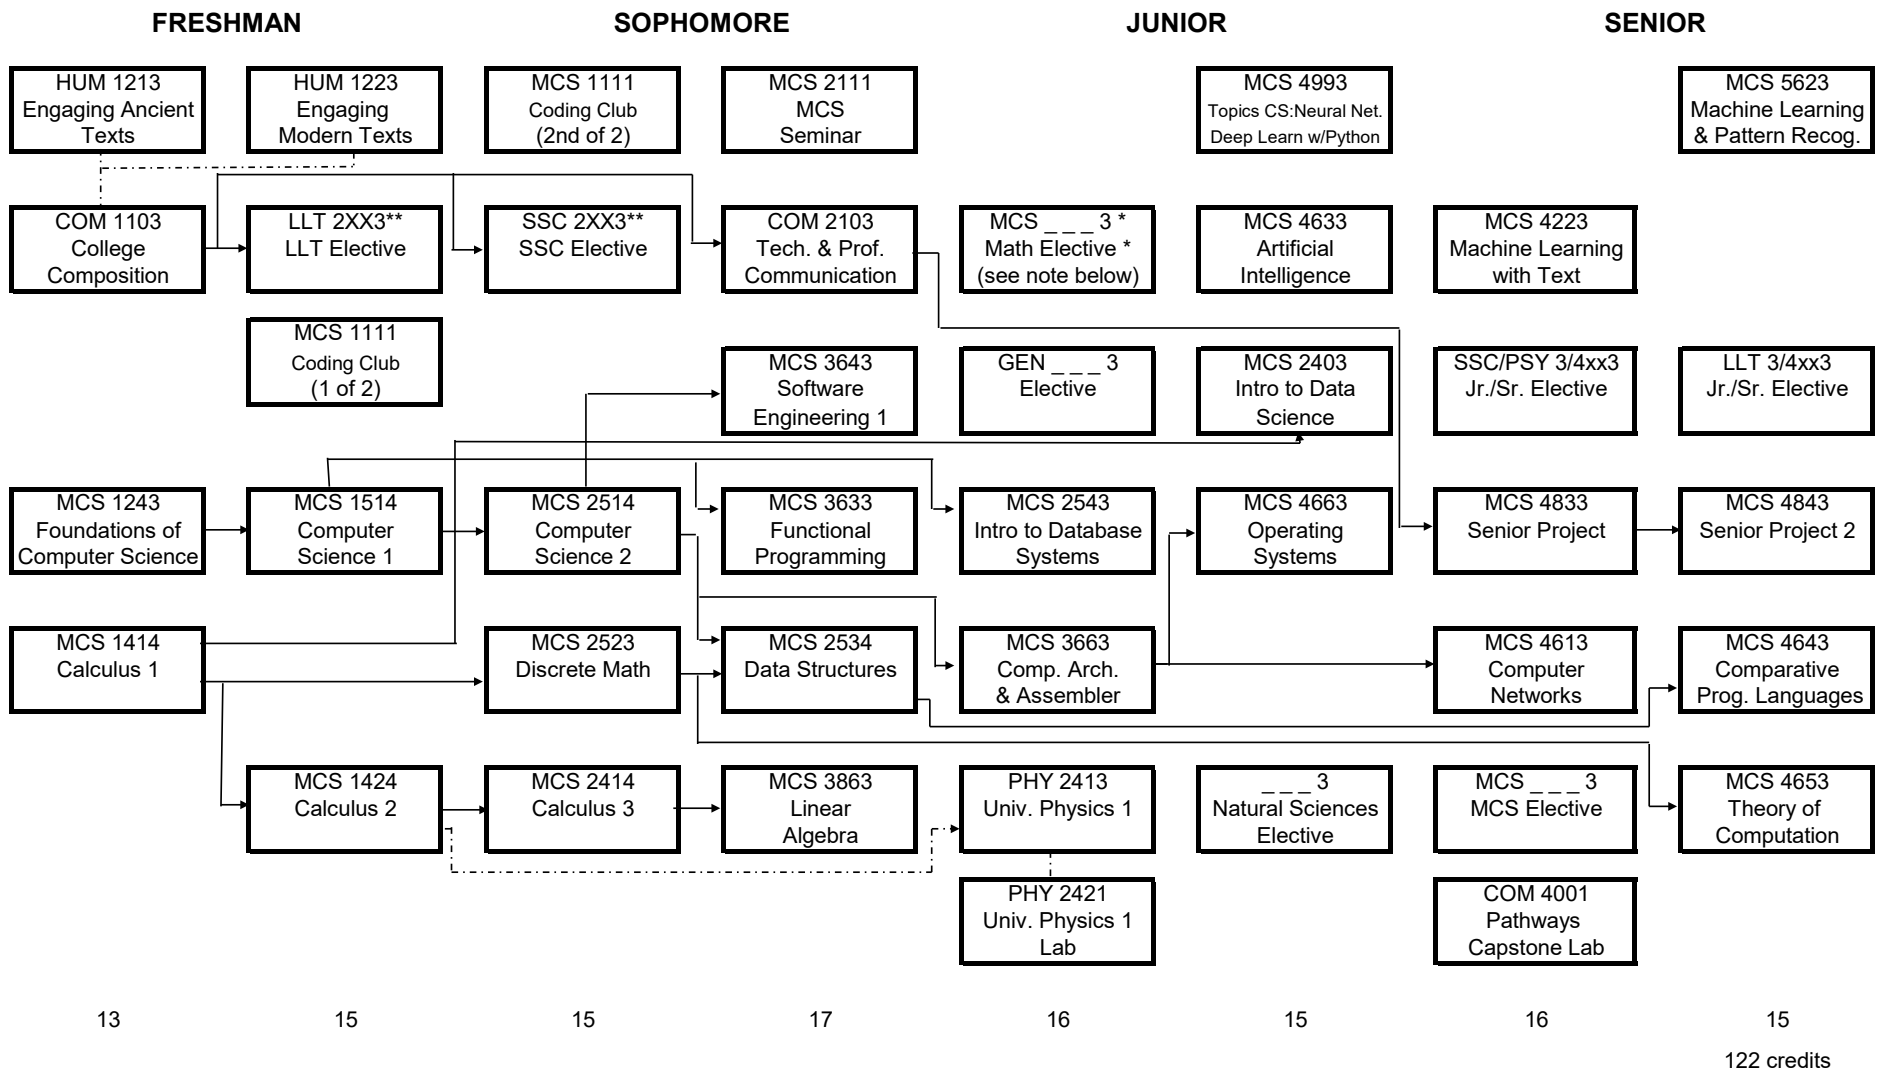 FRESHMAN
SOPHOMORE
JUNIOR
SENIOR
HUM 1213
Engaging Ancient
Texts
HUM 1223
Engaging
Modern Texts
MCS 1111
Coding Club
(2nd of 2)
MCS 2111
MCS
Seminar
MCS 4993
Topics CS:Neural Net.
Deep Learn w/Python
MCS 5623
Machine Learning
& Pattern Recog.
COM 1103
College
Composition
LLT 2XX3**
LLT Elective
SSC 2XX3**
SSC Elective
COM 2103
Tech. & Prof.
Communication
MCS _ _ _ 3 *
Math Elective *
(see note below)
MCS 4633
Artificial
Intelligence
MCS 4223
Machine Learning
with Text
MCS 1111
Coding Club
(1 of 2)
MCS 3643
Software
Engineering 1
GEN _ _ _ 3
Elective
MCS 2403
Intro to Data
Science
SSC/PSY 3/4xx3
Jr./Sr. Elective
LLT 3/4xx3
Jr./Sr. Elective
MCS 1243
Foundations of
Computer Science
MCS 1514
Computer
Science 1
MCS 2514
Computer
Science 2
MCS 3633
Functional
Programming
MCS 2543
Intro to Database
Systems
MCS 4663
Operating
Systems
MCS 4833
Senior Project
MCS 4843
Senior Project 2
MCS 1414
Calculus 1
MCS 2523
Discrete Math
MCS 2534
Data Structures
MCS 3663
Comp. Arch.
& Assembler
MCS 4613
Computer
Networks
MCS 4643
Comparative
Prog. Languages
MCS 1424
Calculus 2
MCS 2414
Calculus 3
MCS 3863
Linear
Algebra
PHY 2413
Univ. Physics 1
_ _ _ 3
Natural Sciences
Elective
MCS _ _ _ 3
MCS Elective
MCS 4653
Theory of
Computation
PHY 2421
Univ. Physics 1
Lab
COM 4001
Pathways
Capstone Lab
13
15
15
17
16
15
16
15
122 credits